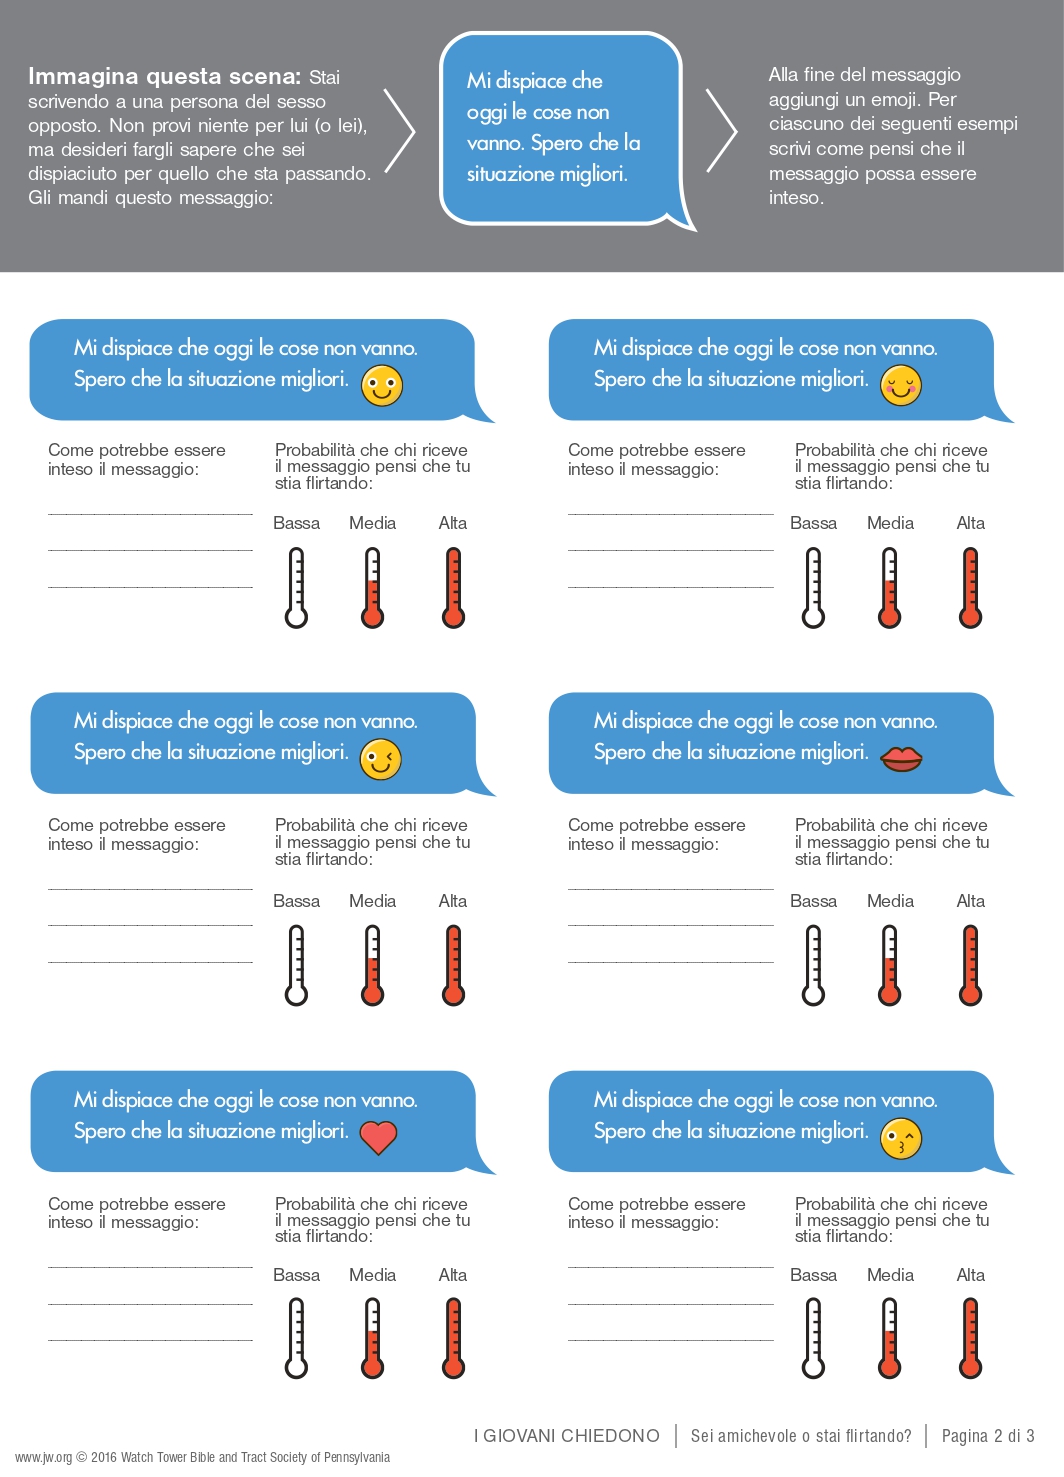 Immagina questa scena: Stai
scrivendo a una persona del sesso
opposto. Non provi niente per lui (o lei),
ma desideri fargli sapere che sei
dispiaciuto per quello che sta passando.
Gli mandi questo messaggio:
Mi dispiace che
oggi le cose non
vanno. Spero che la
situazione migliori.
Alla fine del messaggio
aggiungi un emoji. Per
ciascuno dei seguenti esempi
scrivi come pensi che il
messaggio possa essere
inteso.
Mi dispiace che oggi le cose non vanno.
Spero che la situazione migliori.
Come potrebbe essere
inteso il messaggio:
Probabilità che chi riceve
il messaggio pensi che tu
stia flirtando:
Bassa Media Alta
Mi dispiace che oggi le cose non vanno.
Spero che la situazione migliori.
Come potrebbe essere
inteso il messaggio:
Probabilità che chi riceve
il messaggio pensi che tu
stia flirtando:
Bassa Media Alta
Mi dispiace che oggi le cose non vanno.
Spero che la situazione migliori.
Come potrebbe essere
inteso il messaggio:
Probabilità che chi riceve
il messaggio pensi che tu
stia flirtando:
Bassa Media Alta
Mi dispiace che oggi le cose non vanno.
Spero che la situazione migliori.
Come potrebbe essere
inteso il messaggio:
Probabilità che chi riceve
il messaggio pensi che tu
stia flirtando:
Bassa Media Alta
Mi dispiace che oggi le cose non vanno.
Spero che la situazione migliori.
Come potrebbe essere
inteso il messaggio:
Probabilità che chi riceve
il messaggio pensi che tu
stia flirtando:
Bassa Media Alta
Mi dispiace che oggi le cose non vanno.
Spero che la situazione migliori.
Come potrebbe essere
inteso il messaggio:
Probabilità che chi riceve
il messaggio pensi che tu
stia flirtando:
Bassa Media Alta
I GIOVANI CHIEDONO | Sei amichevole o stai flirtando? | Pagina 2 di 3
www.jw.org © 2016 Watch Tower Bible and Tract Society of Pennsylvania